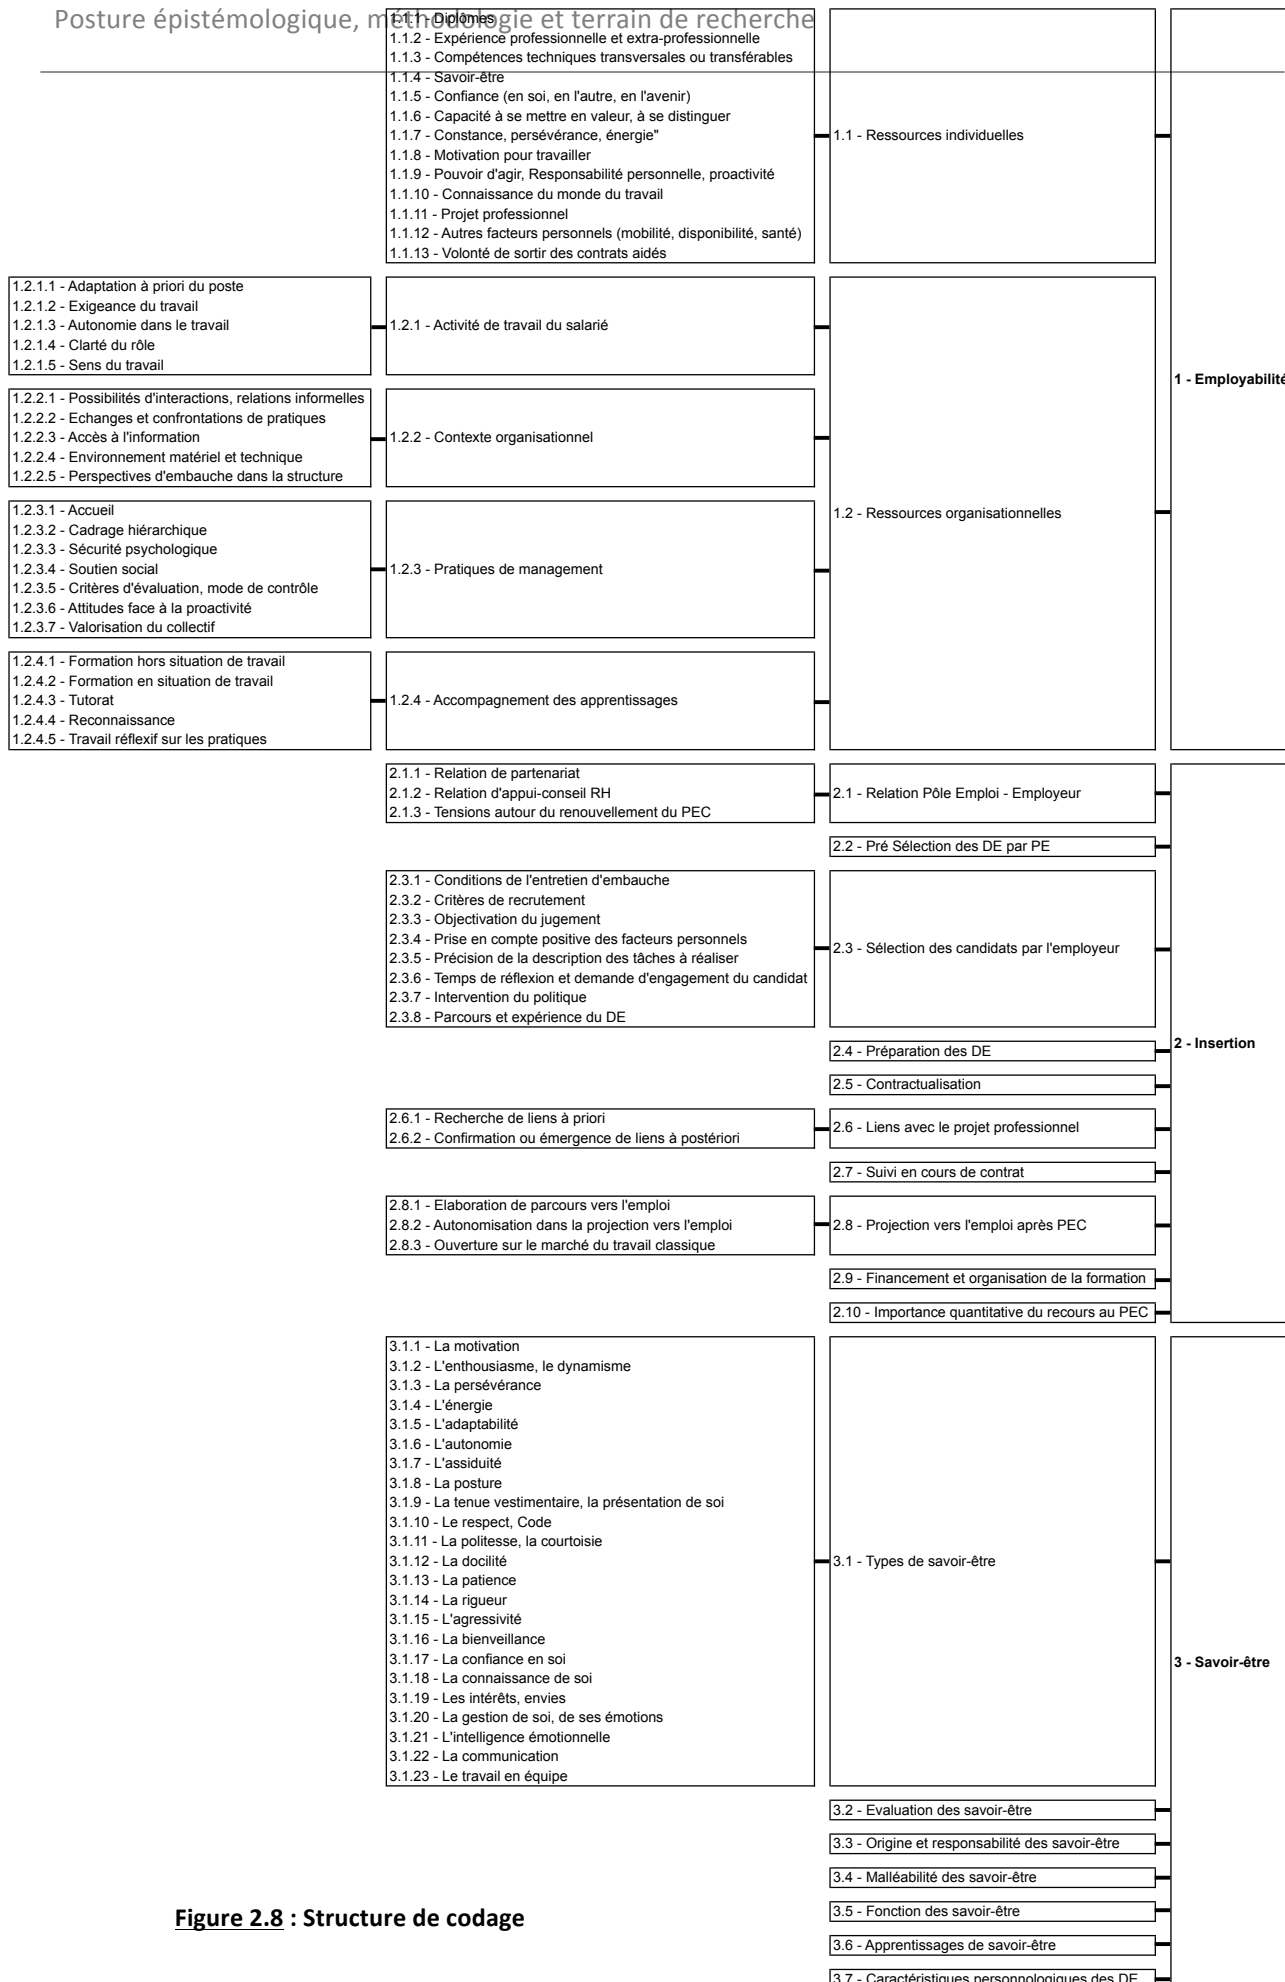 Posture épistémologique, méthodologie et terrain de recherche
1.1.1 - Diplômes
1.1.2 - Expérience professionnelle et extra-professionnelle
1.1.3 - Compétences techniques transversales ou transférables
1.1.4 - Savoir-être
1.1.5 - Confiance (en soi, en l'autre, en l'avenir)
1.1.6 - Capacité à se mettre en valeur, à se distinguer
1.1.7 - Constance, persévérance, énergie"
1.1.8 - Motivation pour travailler
1.1.9 - Pouvoir d'agir, Responsabilité personnelle, proactivité
1.1.10 - Connaissance du monde du travail
1.1.11 - Projet professionnel
1.1.12 - Autres facteurs personnels (mobilité, disponibilité, santé)
1.1.13 - Volonté de sortir des contrats aidés
1.1 - Ressources individuelles
1.2.1.1 - Adaptation à priori du poste
1.2.1.2 - Exigeance du travail
1.2.1.3 - Autonomie dans le travail
1.2.1.4 - Clarté du rôle
1.2.1.5 - Sens du travail
1.2.1 - Activité de travail du salarié
1.2.2.1 - Possibilités d'interactions, relations informelles
1.2.2.2 - Echanges et confrontations de pratiques
1.2.2.3 - Accès à l'information
1.2.2.4 - Environnement matériel et technique
1.2.2.5 - Perspectives d'embauche dans la structure
1.2.2 - Contexte organisationnel
1.2.3.1 - Accueil
1.2.3.2 - Cadrage hiérarchique
1.2.3.3 - Sécurité psychologique
1.2.3.4 - Soutien social
1.2.3.5 - Critères d'évaluation, mode de contrôle
1.2.3.6 - Attitudes face à la proactivité
1.2.3.7 - Valorisation du collectif
1.2.3 - Pratiques de management
1.2.4.1 - Formation hors situation de travail
1.2.4.2 - Formation en situation de travail
1.2.4.3 - Tutorat
1.2.4.4 - Reconnaissance
1.2.4.5 - Travail réflexif sur les pratiques
1.2.4 - Accompagnement des apprentissages
1.2 - Ressources organisationnelles
1 - Employabilité
2.1.1 - Relation de partenariat
2.1.2 - Relation d'appui-conseil RH
2.1.3 - Tensions autour du renouvellement du PEC
2.1 - Relation Pôle Emploi - Employeur
2.2 - Pré Sélection des DE par PE
2.3.1 - Conditions de l'entretien d'embauche
2.3.2 - Critères de recrutement
2.3.3 - Objectivation du jugement
2.3.4 - Prise en compte positive des facteurs personnels
2.3.5 - Précision de la description des tâches à réaliser
2.3.6 - Temps de réflexion et demande d'engagement du candidat
2.3.7 - Intervention du politique
2.3.8 - Parcours et expérience du DE
2.3 - Sélection des candidats par l'employeur
2.4 - Préparation des DE
2.5 - Contractualisation
2.6.1 - Recherche de liens à priori
2.6.2 - Confirmation ou émergence de liens à postériori
2.6 - Liens avec le projet professionnel
2.7 - Suivi en cours de contrat
2.8.1 - Elaboration de parcours vers l'emploi
2.8.2 - Autonomisation dans la projection vers l'emploi
2.8.3 - Ouverture sur le marché du travail classique
2.8 - Projection vers l'emploi après PEC
2.9 - Financement et organisation de la formation
2.10 - Importance quantitative du recours au PEC
2 - Insertion
3.1.1 - La motivation
3.1.2 - L'enthousiasme, le dynamisme
3.1.3 - La persévérance
3.1.4 - L'énergie
3.1.5 - L'adaptabilité
3.1.6 - L'autonomie
3.1.7 - L'assiduité
3.1.8 - La posture
3.1.9 - La tenue vestimentaire, la présentation de soi
3.1.10 - Le respect, Code
3.1.11 - La politesse, la courtoisie
3.1.12 - La docilité
3.1.13 - La patience
3.1.14 - La rigueur
3.1.15 - L'agressivité
3.1.16 - La bienveillance
3.1.17 - La confiance en soi
3.1.18 - La connaissance de soi
3.1.19 - Les intérêts, envies
3.1.20 - La gestion de soi, de ses émotions
3.1.21 - L'intelligence émotionnelle
3.1.22 - La communication
3.1.23 - Le travail en équipe
3.1 - Types de savoir-être
3.2 - Evaluation des savoir-être
3.3 - Origine et responsabilité des savoir-être
3.4 - Malléabilité des savoir-être
3.5 - Fonction des savoir-être
3.6 - Apprentissages de savoir-être
3.7 - Caractéristiques personnologiques des DE
3 - Savoir-être
Figure 2.8 : Structure de codage